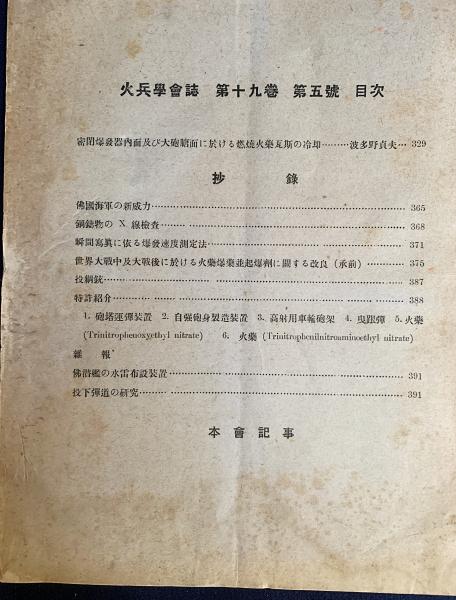 火兵學會誌 第十九卷 第五號 目次
密閉爆發器內面及び大砲膅面に於ける燃燒火藥瓦斯の冷却………波多野貞夫…329
抄錄
佛國海軍の新威力………365
鋼鑄物の X 線檢查………368
瞬間寫眞に依る爆發速度測定法………371
世界大戰中及大戰後に於ける火藥爆藥並起爆劑に關する改良(承前)………375
投綱銃………387
特許紹介………388
1. 砲塔運彈裝置 2. 自强砲身製造裝置 3. 高射用車輪砲架 4. 曳跟彈 5. 火藥
(Trinitrophenoxyethyl nitrate) 6. 火藥 (Trinitrophenilnitroaminoethyl nitrate)
雜報
佛潛艦の水雷布設裝置………391
投下彈道の研究………391
本會記事